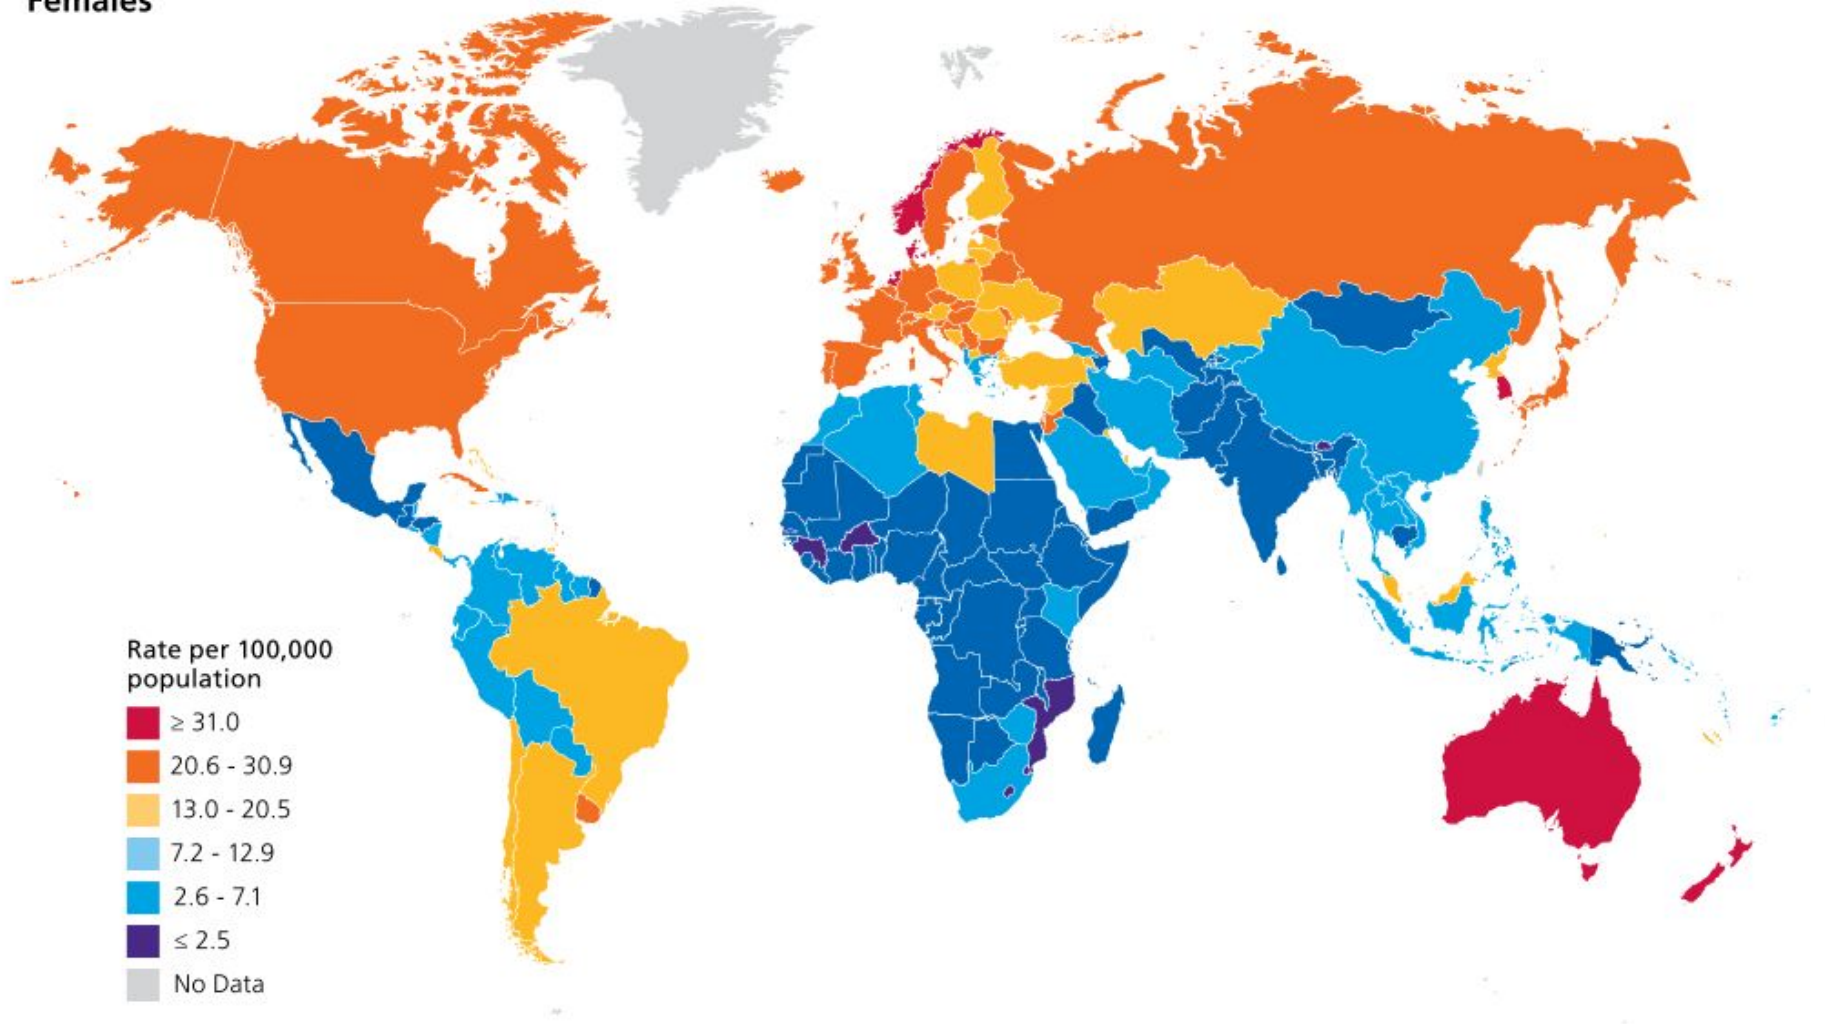 Females
Rate per 100,000
population
≥ 31.0
20.6 - 30.9
13.0 - 20.5
7.2 - 12.9
2.6 - 7.1
≤ 2.5
No Data